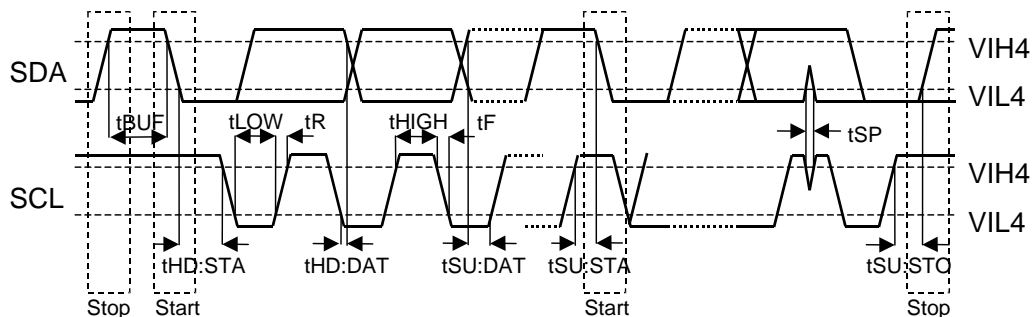 VIH4
SDA
VIL4
tBUF tLOW tR tHIGH tF
tSP
VIH4
SCL
VIL4
tHD:STA tHD:DAT tSU:DAT tSU:STA tSU:STO
Stop Start Start Stop